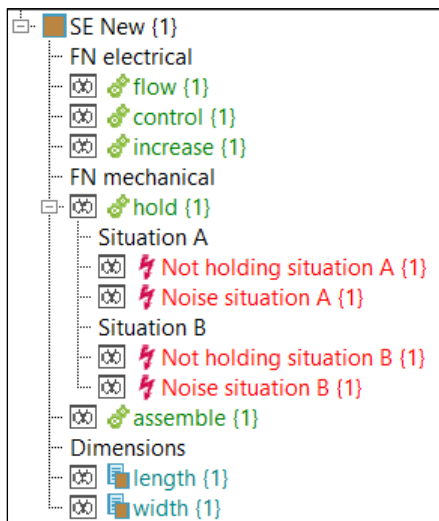 SE New {1}
FN electrical
flow {1}
control {1}
increase {1}
FN mechanical
hold {1}
Situation A
Not holding situation A {1}
Noise situation A {1}
Situation B
Not holding situation B {1}
Noise situation B {1}
assemble {1}
Dimensions
length {1}
width {1}